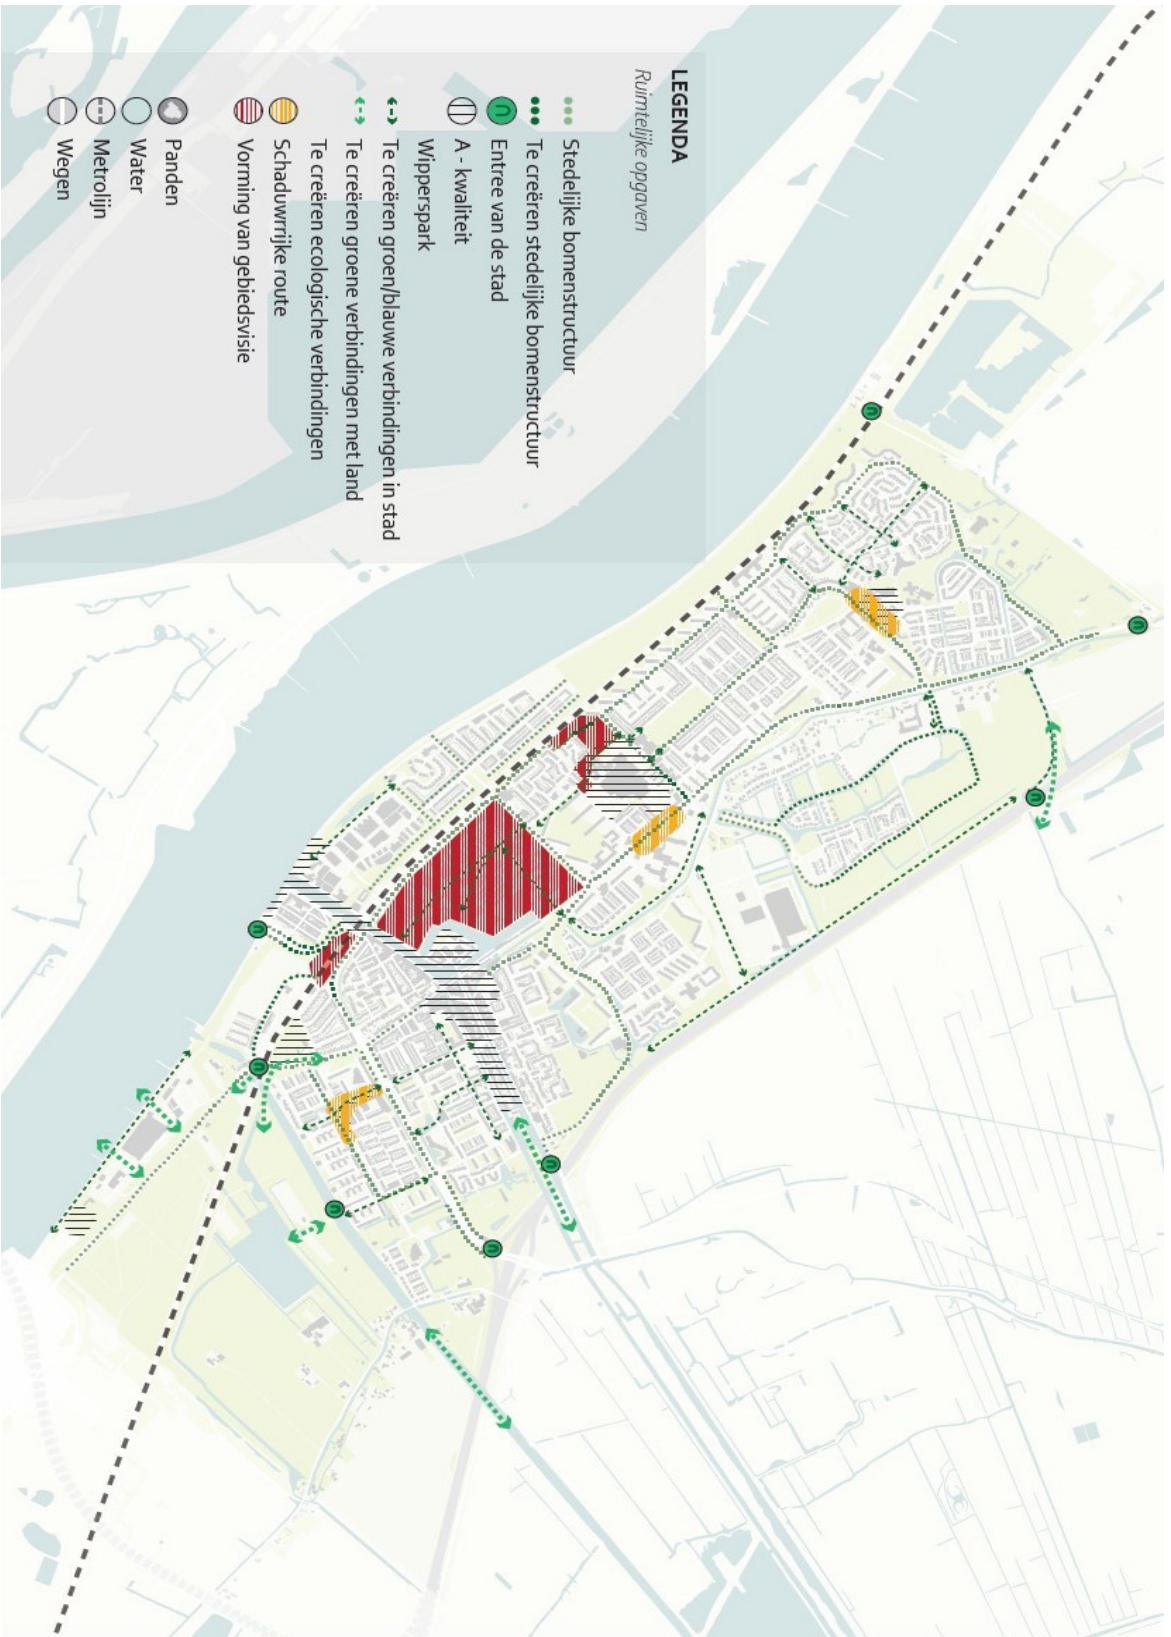 LEGENDA
Ruimtelijke opgaven
Stedelijke bomenstructuur
Te creëren stedelijke bomenstructuur
Entree van de stad
A - kwaliteit
Wipperspark
Te creëren groen/blauwe verbindingen in stad
Te creëren groene verbindingen met land
Te creëren ecologische verbindingen
Schaduwrrijke route
Vorming van gebiedsvisie
Panden
Water
Metrolijn
Wegen